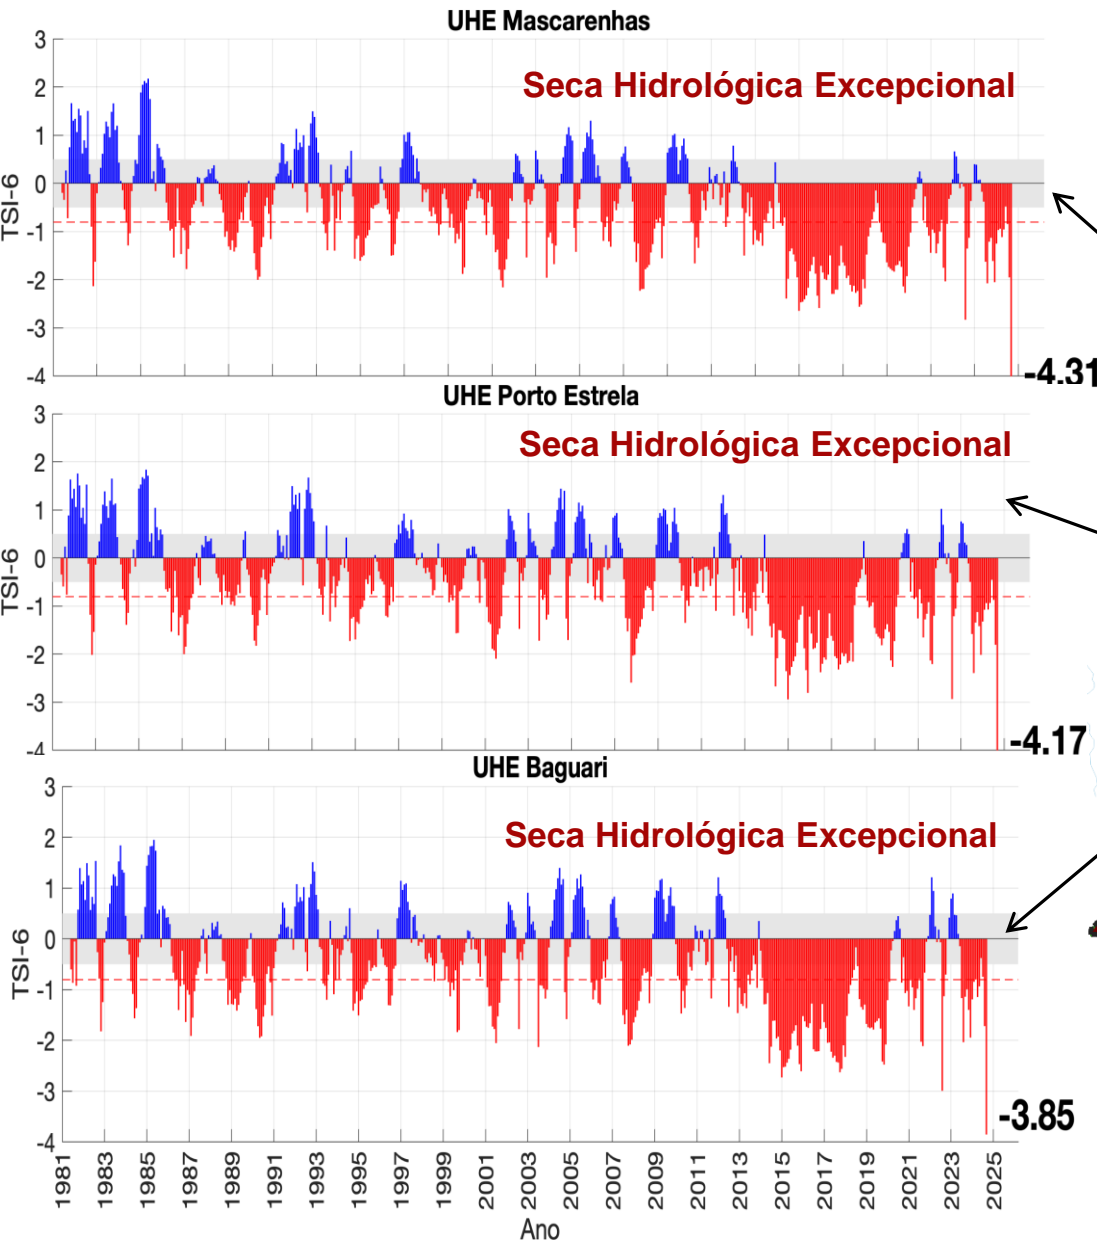 UHE Mascarenhas
Seca Hidrológica Excepcional
3
2
1
0
-1
-2
-3
-4
TSI-6
-4.31
UHE Porto Estrela
Seca Hidrológica Excepcional
3
2
1
0
-1
-2
-3
-4
TSI-6
-4.17
UHE Baguari
Seca Hidrológica Excepcional
3
2
1
0
-1
-2
-3
-4
TSI-6
-3.85
1981 1983 1985 1987 1989 1991 1993 1995 1997 1999 2001 2003 2005 2007 2009 2011 2013 2015 2017 2019 2021 2023 2025
Ano